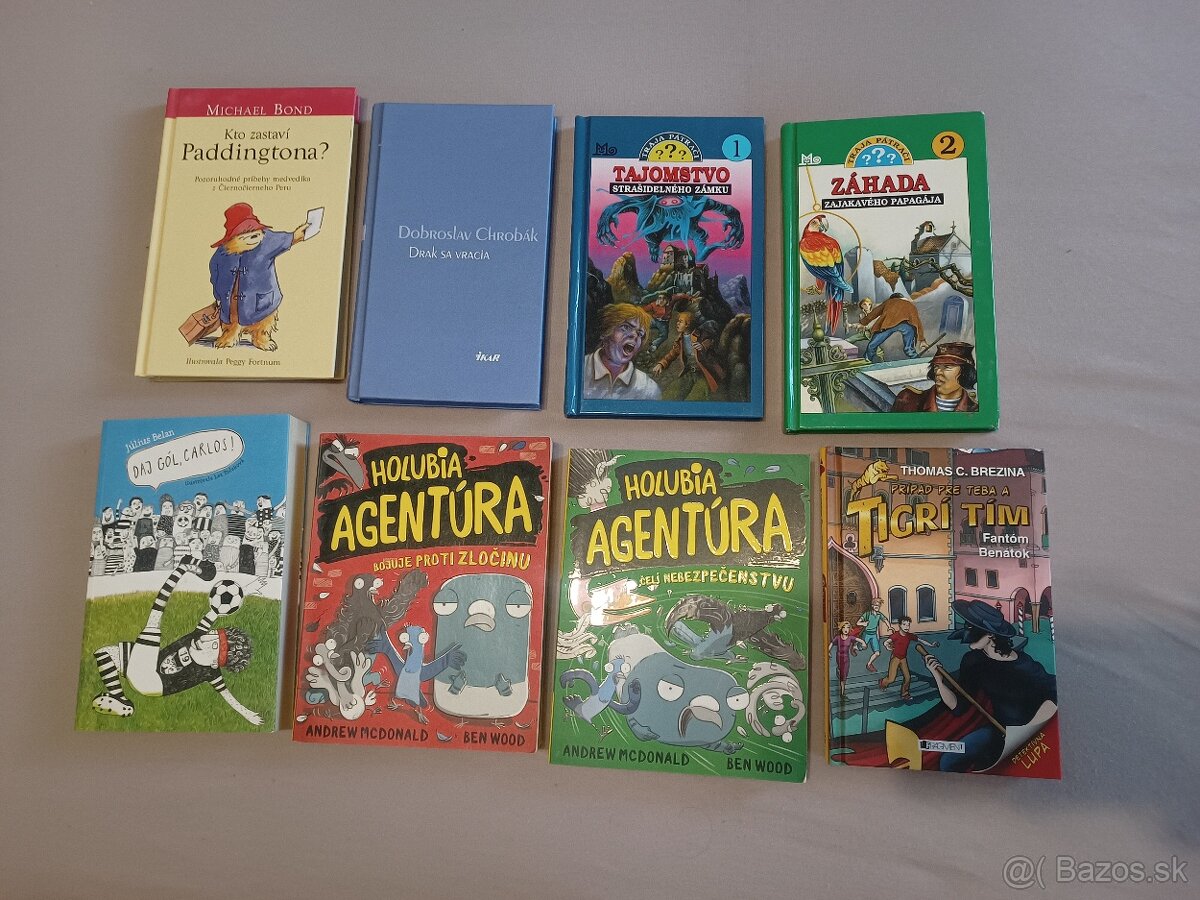 MICHAEL BOND
Kto zastaví
Paddingtona?
Pozoruhodné príbehy medvedíka
z Čiernočierneho Peru
Ilustrovala Peggy Fortnum
DOBROSLAV CHROBÁK
DRAK SA VRACIA
IKAR
TRAJA PÁTRAČI
???
1
TAJOMSTVO
STRAŠIDELNÉHO ZÁMKU
TRAJA PÁTRAČI
???
2
ZÁHADA
ZAJAKAVÉHO PAPAGÁJA
Július Belan
DAJ GÓL, CARLOS!
HOLUBIA
AGENTÚRA
BOJUJE PROTI ZLOČINU
ANDREW MCDONALD
BEN WOOD
HOLUBIA
AGENTÚRA
ČELÍ NEBEZPEČENSTVU
ANDREW MCDONALD
BEN WOOD
THOMAS C. BREZINA
PRÍPAD PRE TEBA A
TIGRÍ TÍM
Fantóm
Benátok
FRAGMENT
DETEKTÍVNA
LUPA
@( Bazos.sk